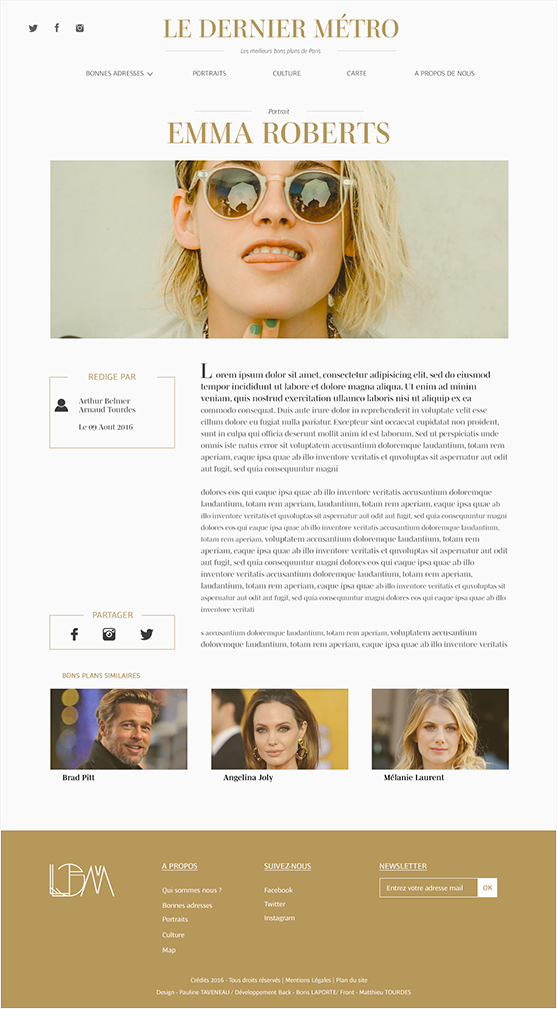 LE DERNIER MÉTRO
Les meilleurs bons plans de Paris
BONNES ADRESSES PORTRAITS CULTURE CARTE A PROPOS DE NOUS
Portrait
EMMA ROBERTS
REDIGE PAR
Arthur Belmer
Arnaud Tourdes
Le 09 Aout 2016
Lorem ipsum dolor sit amet, consectetur adipisicing elit, sed do eiusmod
tempor incididunt ut labore et dolore magna aliqua. Ut enim ad minim
veniam, quis nostrud exercitation ullamco laboris nisi ut aliquip ex ea
commodo consequat. Duis aute irure dolor in reprehenderit in voluptate velit esse
cillum dolore eu fugiat nulla pariatur. Excepteur sint occaecat cupidatat non proident,
sunt in culpa qui officia deserunt mollit anim id est laborum. Sed ut perspiciatis unde
omnis iste natus error sit voluptatem accusantium doloremque laudantium, totam rem
aperiam, eaque ipsa quae ab illo inventore veritatis et quvoluptas sit aspernatur aut odit
aut fugit, sed quia consequuntur magni
dolores eos qui eaque ipsa quae ab illo inventore veritatis accusantium doloremque
laudantium, totam rem aperiam, laudantium, totam rem aperiam, eaque ipsa quae ab
illo inventore veritatis et quvoluptas sit aspernatur aut odit aut fugit, sed quia consequuntur magni
dolores eos qui eaque ipsa quae ab illo inventore veritatis accusantium doloremque laudantium,
totam rem aperiam, voluptatem accusantium doloremque laudantium, totam rem
aperiam, eaque ipsa quae ab illo inventore veritatis et quvoluptas sit aspernatur aut odit
aut fugit, sed quia consequuntur magni dolores eos qui eaque ipsa quae ab illo
inventore veritatis accusantium doloremque laudantium, totam rem aperiam,
laudantium, totam rem aperiam, eaque ipsa quae ab illo inventore veritatis et quvoluptas sit
aspernatur aut odit aut fugit, sed quia consequuntur magni dolores eos qui eaque ipsa quae ab illo
inventore veritati
s accusantium doloremque laudantium, totam rem aperiam, voluptatem accusantium
doloremque laudantium, totam rem aperiam, eaque ipsa quae ab illo inventore veritatis
PARTAGER
BONS PLANS SIMILAIRES
Brad Pitt
Angelina Joly
Mélanie Laurent
LDM
A PROPOS
Qui sommes nous ?
Bonnes adresses
Portraits
Culture
Map
SUIVEZ-NOUS
Facebook
Twitter
Instagram
NEWSLETTER
Entrez votre adresse mail OK
Crédits 2016 - Tous droits réservés | Mentions Légales | Plan du site
Design - Pauline TAVENEAU / Développement Back - Boris LAPORTE/ Front - Matthieu TOURDES